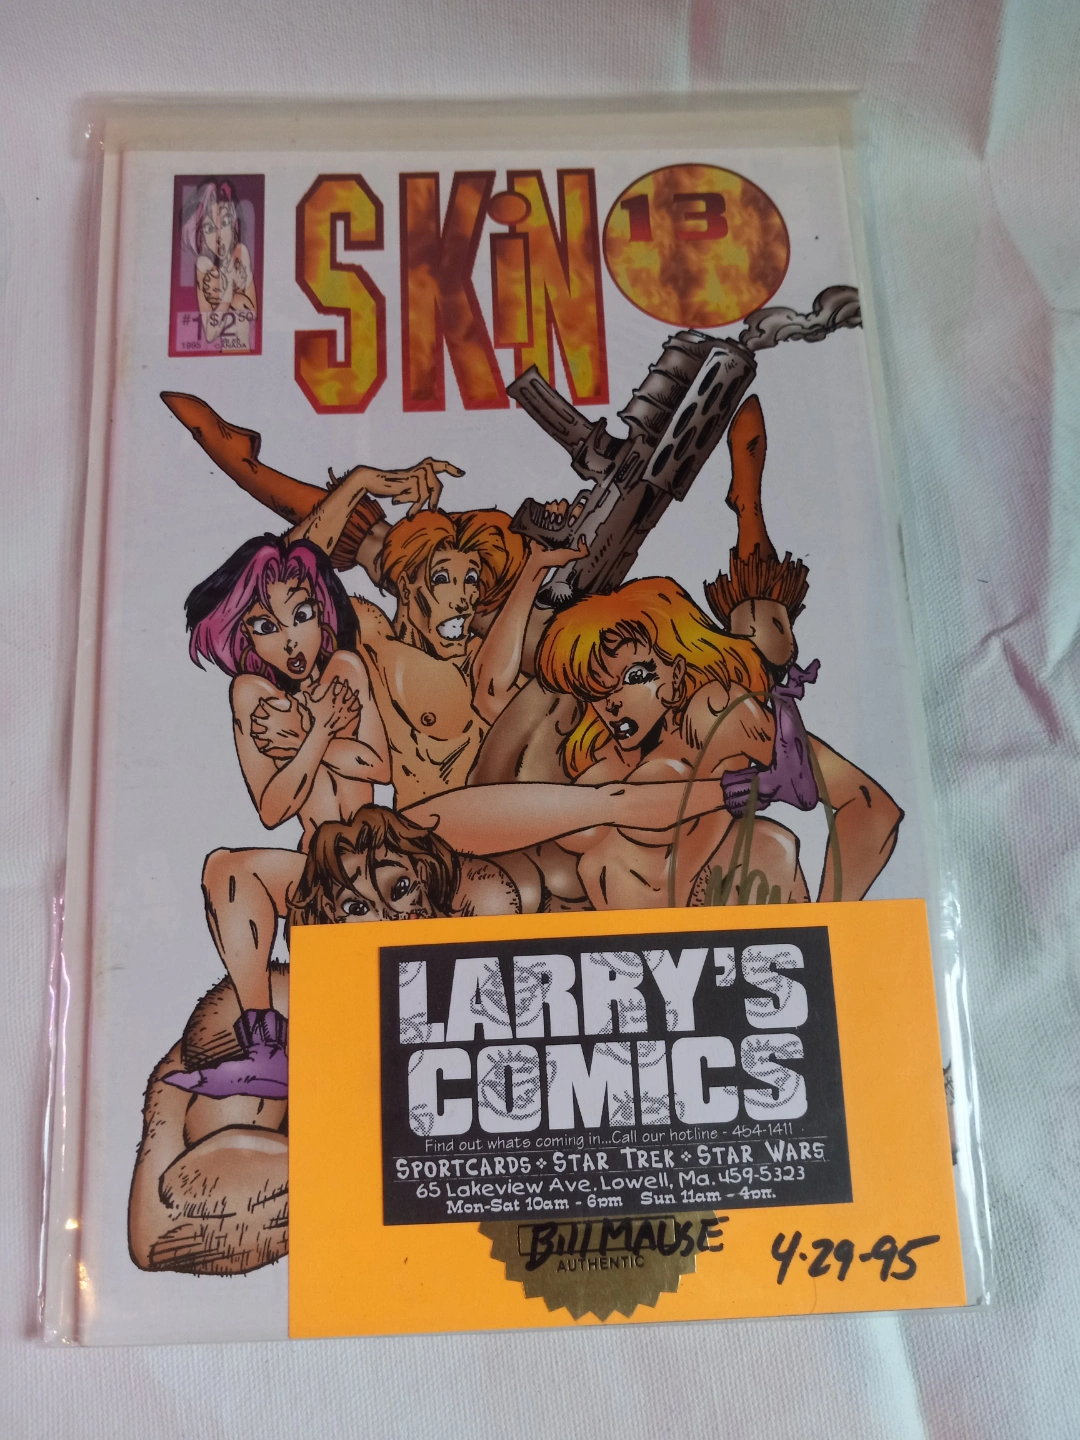 SKiN
13
#1 $2.50
1995
CANADA
LARRY'S
COMICS
Find out whats coming in...Call our hotline - 454-1411
SPORTCARDS STAR TREK STAR WARS
65 Lakeview Ave. Lowell, Ma. 459-5323
Mon-Sat 10am - 6pm Sun 11am - 4pm.
Bill MAUSE
AUTHENTIC
4-29-95